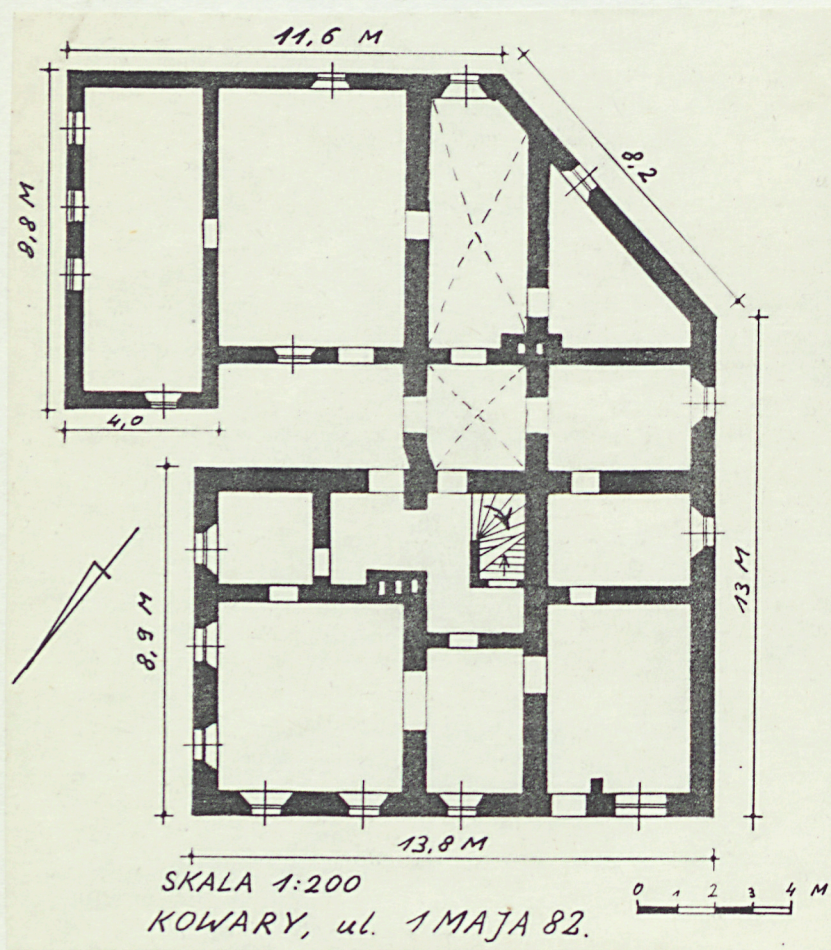 11,6 M
8,2
8,8 M
4,0
13 M
8,9 M
13,8 M
SKALA 1:200
0 1 2 3 4 M
KOWARY, ul. 1 MAJA 82.